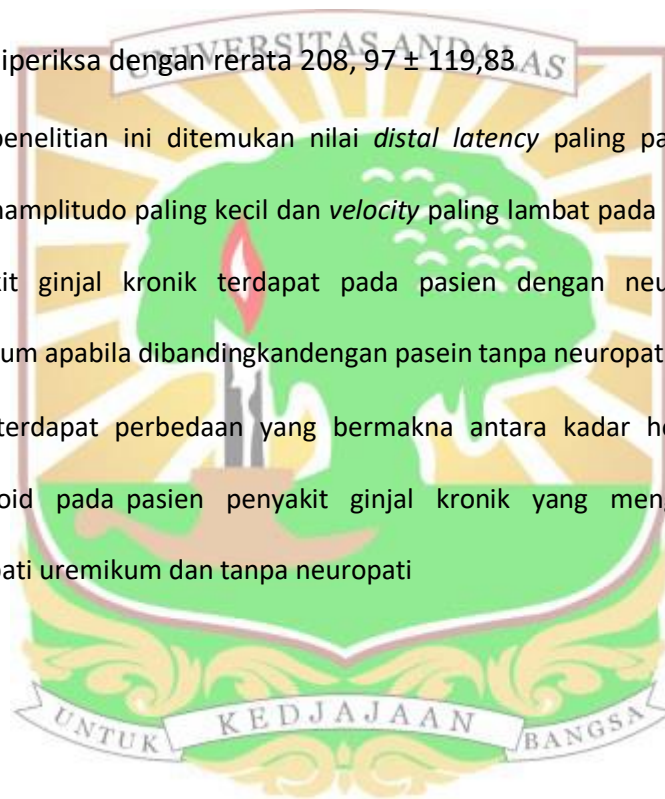 UNIVERSITAS ANDALAS
iperiksa dengan rerata 208, 97 ± 119,83
enelitian ini ditemukan nilai distal latency paling pa
amplitudo paling kecil dan velocity paling lambat pada
it ginjal kronik terdapat pada pasien dengan neu
um apabila dibandingkandengan pasein tanpa neuropat
terdapat perbedaan yang bermakna antara kadar h
oid pada pasien penyakit ginjal kronik yang men
pati uremikum dan tanpa neuropati
UNTUK KEDJAJAAN BANGSA